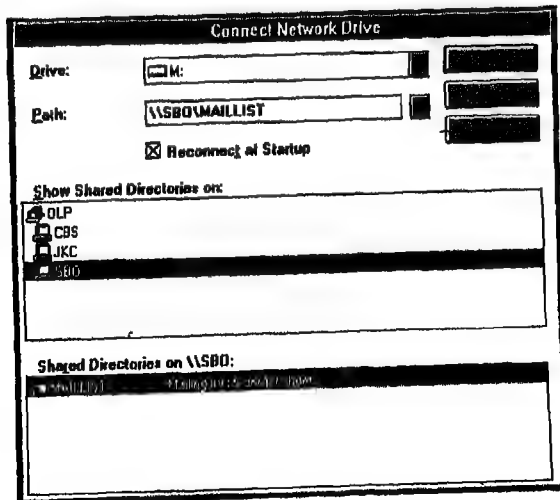 Connect Network Drive
Drive:
M:
Path:
\\SBO\MAILLIST
Reconnect at Startup
Show Shared Directories on:
OLP
CBS
JKC
SBO
Shared Directories on \\SBO: